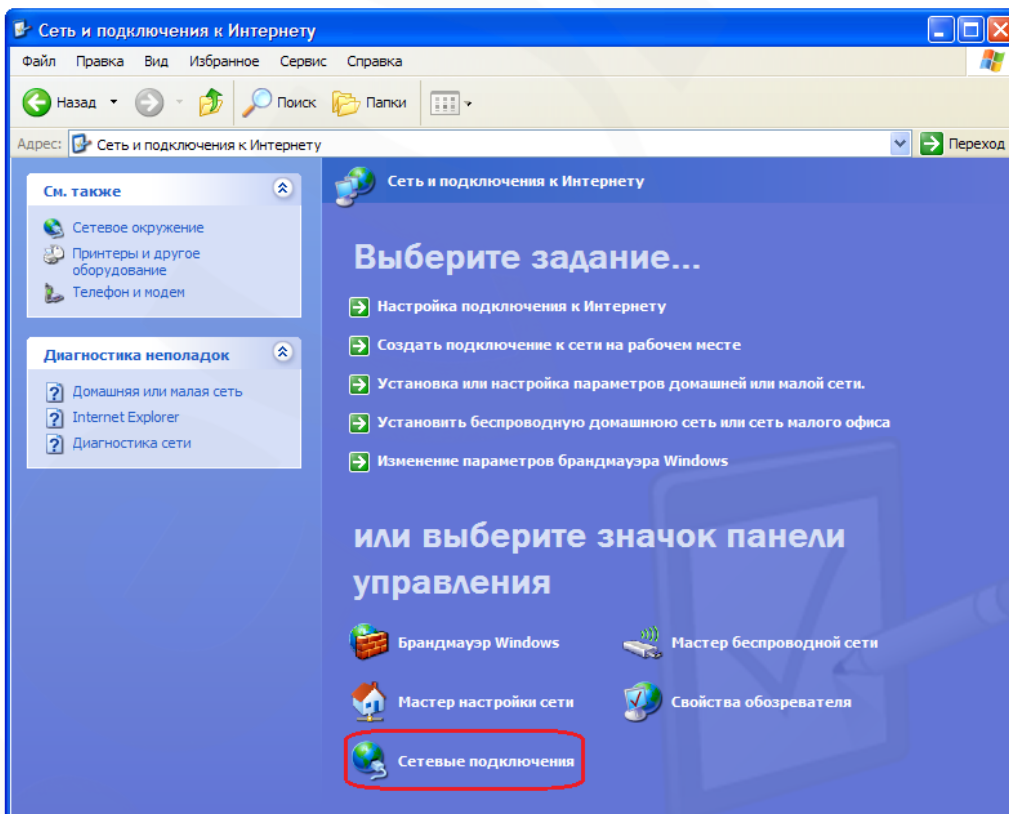 Сеть и подключения к Интернету
Файл Правка Вид Избранное Сервис Справка
Назад Поиск Папки
Адрес: Сеть и подключения к Интернету Переход
См. также
Сетевое окружение
Принтеры и другое
оборудование
Телефон и модем
Диагностика неполадок
Домашняя или малая сеть
Internet Explorer
Диагностика сети
Сеть и подключения к Интернету
Выберите задание...
Настройка подключения к Интернету
Создать подключение к сети на рабочем месте
Установка или настройка параметров домашней или малой сети.
Установить беспроводную домашнюю сеть или сеть малого офиса
Изменение параметров брандмауэра Windows
или выберите значок панели
управления
Брандмауэр Windows Мастер беспроводной сети
Мастер настройки сети Свойства обозревателя
Сетевые подключения